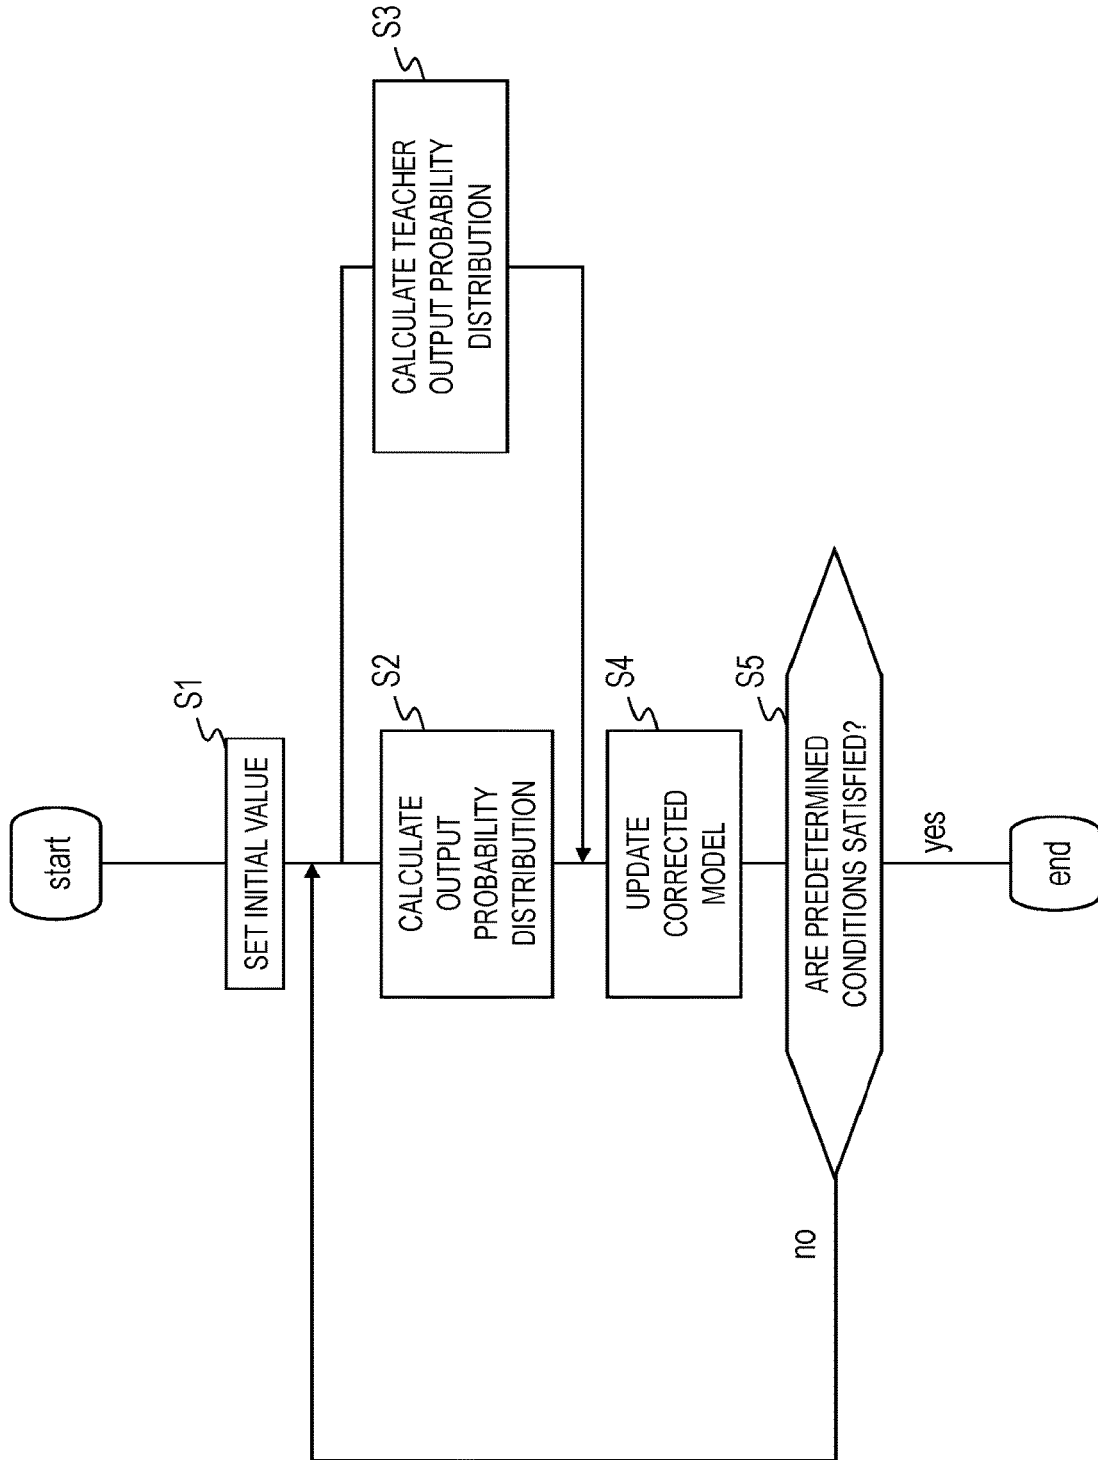 start
S1
SET INITIAL VALUE
S2
CALCULATE
OUTPUT
PROBABILITY
DISTRIBUTION
S3
CALCULATE TEACHER
OUTPUT PROBABILITY
DISTRIBUTION
S4
UPDATE
CORRECTED
MODEL
S5
ARE PREDETERMINED
CONDITIONS SATISFIED?
no
yes
end